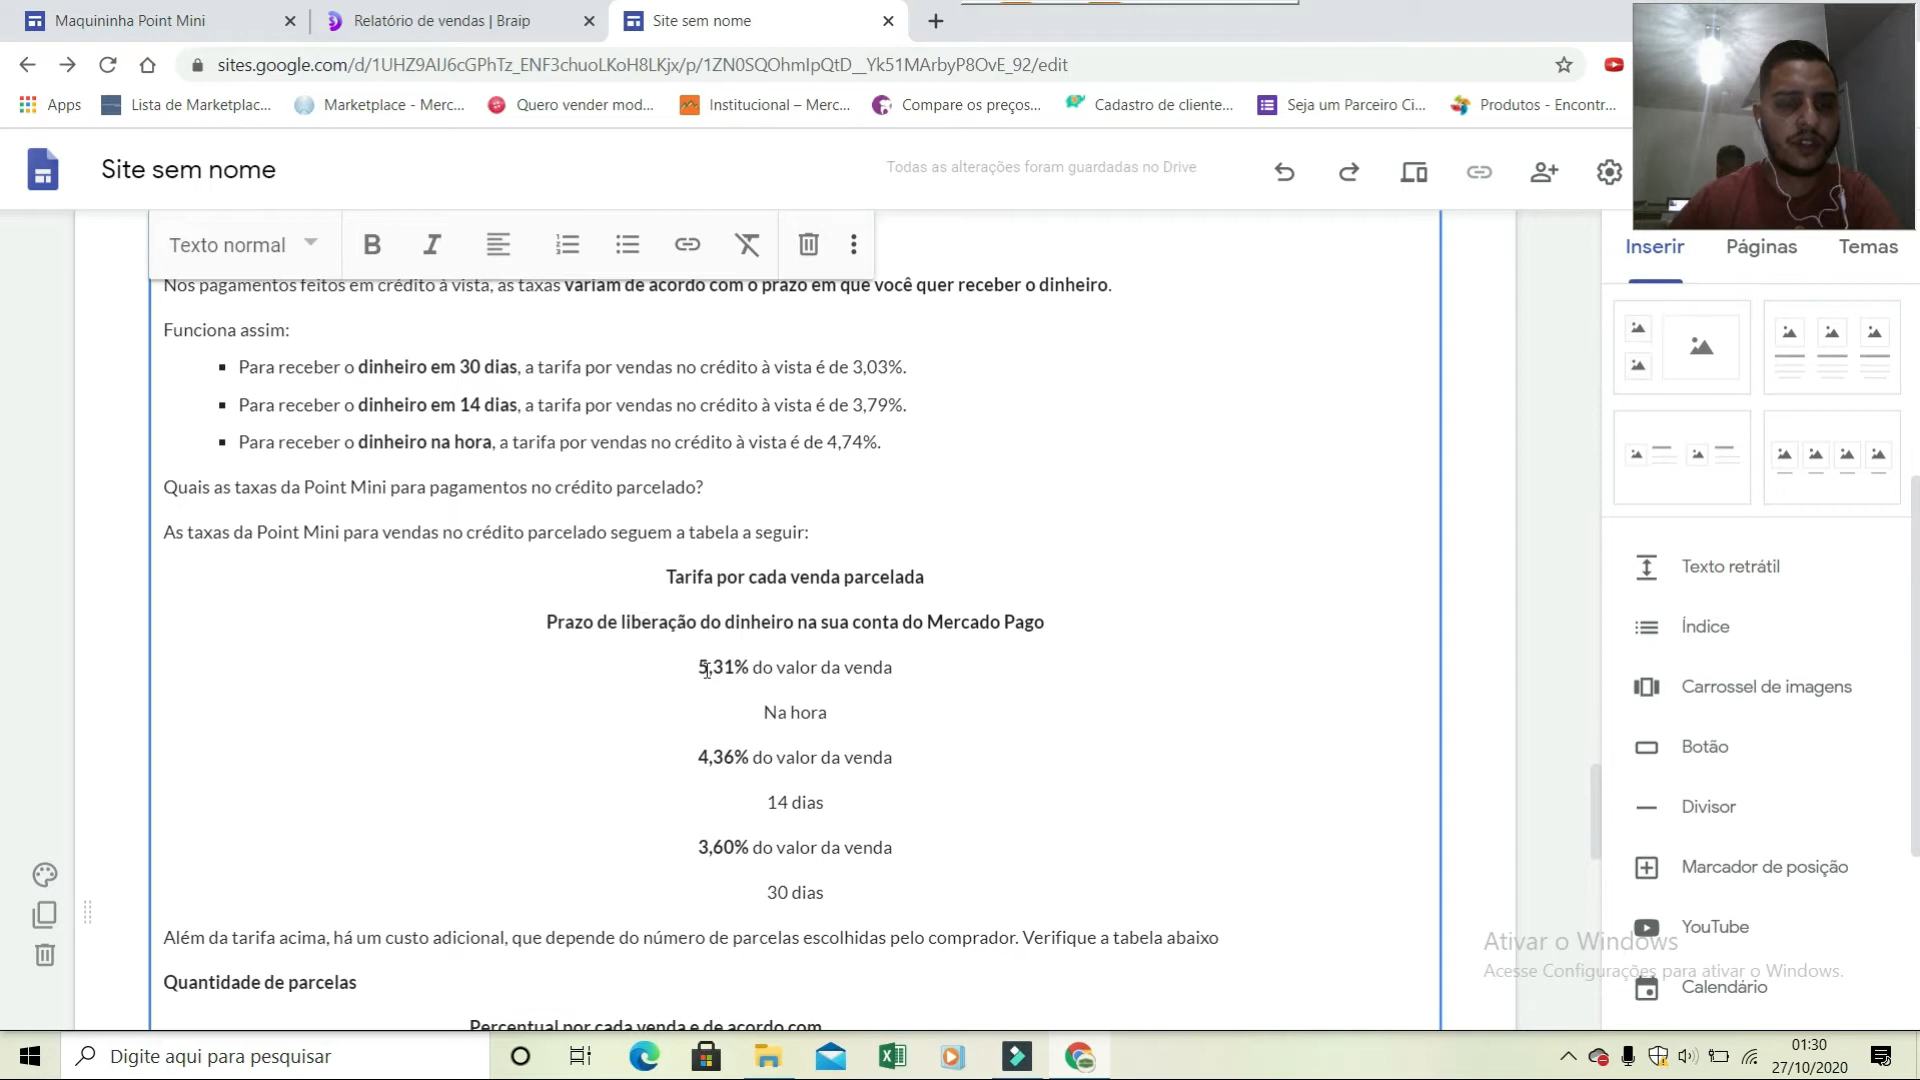 Maquininha Point Mini
Relatório de vendas | Braip
Site sem nome
sites.google.com/d/1UHZ9AIJ6cGPhTz_ENF3chuoLKoH8LKjx/p/1ZN0SQOhmIpQtD__Yk51MArbyP8OvE_92/edit
Apps
Lista de Marketplac...
Marketplace - Merc...
Quero vender mod...
Institucional – Merc...
Compare os preços...
Cadastro de cliente...
Seja um Parceiro Ci...
Produtos - Encontr...
Site sem nome
Todas as alterações foram guardadas no Drive
Texto normal
Inserir
Páginas
Temas
Nos pagamentos feitos em crédito à vista, as taxas variam de acordo com o prazo em que você quer receber o dinheiro.
Funciona assim:
Para receber o dinheiro em 30 dias, a tarifa por vendas no crédito à vista é de 3,03%.
Para receber o dinheiro em 14 dias, a tarifa por vendas no crédito à vista é de 3,79%.
Para receber o dinheiro na hora, a tarifa por vendas no crédito à vista é de 4,74%.
Quais as taxas da Point Mini para pagamentos no crédito parcelado?
As taxas da Point Mini para vendas no crédito parcelado seguem a tabela a seguir:
Tarifa por cada venda parcelada
Prazo de liberação do dinheiro na sua conta do Mercado Pago
5,31% do valor da venda
Na hora
4,36% do valor da venda
14 dias
3,60% do valor da venda
30 dias
Além da tarifa acima, há um custo adicional, que depende do número de parcelas escolhidas pelo comprador. Verifique a tabela abaixo
Quantidade de parcelas
Percentual por cada venda e de acordo com
Texto retrátil
Índice
Carrossel de imagens
Botão
Divisor
Marcador de posição
YouTube
Calendário
Ativar o Windows
Acesse Configurações para ativar o Windows.
Digite aqui para pesquisar
01:30
27/10/2020